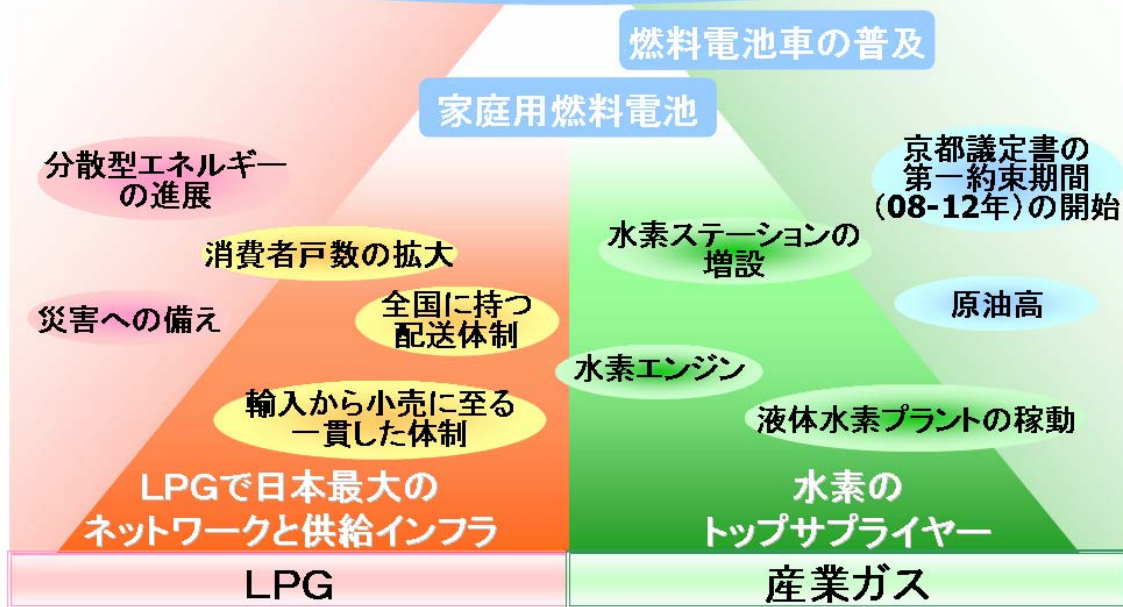 燃料電池車の普及
家庭用燃料電池
分散型エネルギー
の進展
京都議定書の
第一約束期間
(08-12年)の開始
消費者戸数の拡大
水素ステーションの
増設
災害への備え
全国に持つ
配送体制
原油高
水素エンジン
輸入から小売に至る
一貫した体制
液体水素プラントの稼動
LPGで日本最大の
ネットワークと供給インフラ
水素の
トップサプライヤー
LPG
産業ガス